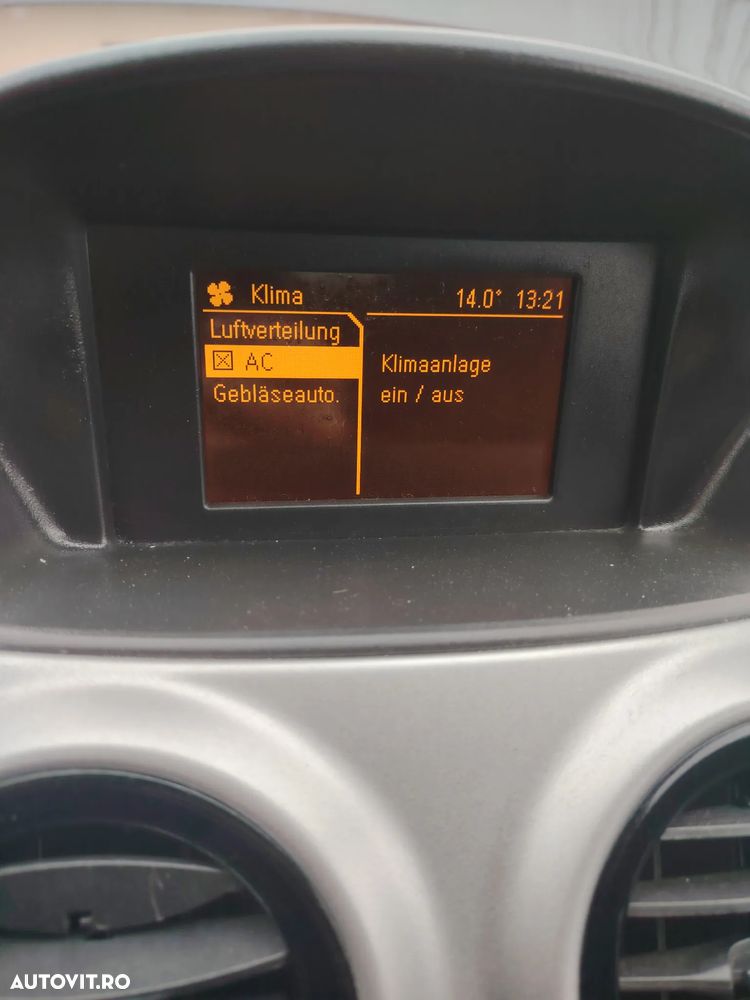 Klima 14.0° 13:21
Luftverteilung
AC
Klimaanlage
Gebläseauto. ein / aus
AUTOVIT.RO